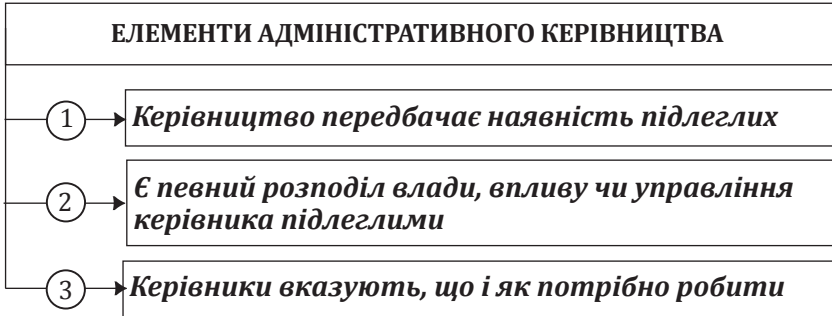 ЕЛЕМЕНТИ АДМІНІСТРАТИВНОГО КЕРІВНИЦТВА
1 Керівництво передбачає наявність підлеглих
2 Є певний розподіл влади, впливу чи управління
керівника підлеглими
3 Керівники вказують, що і як потрібно робити